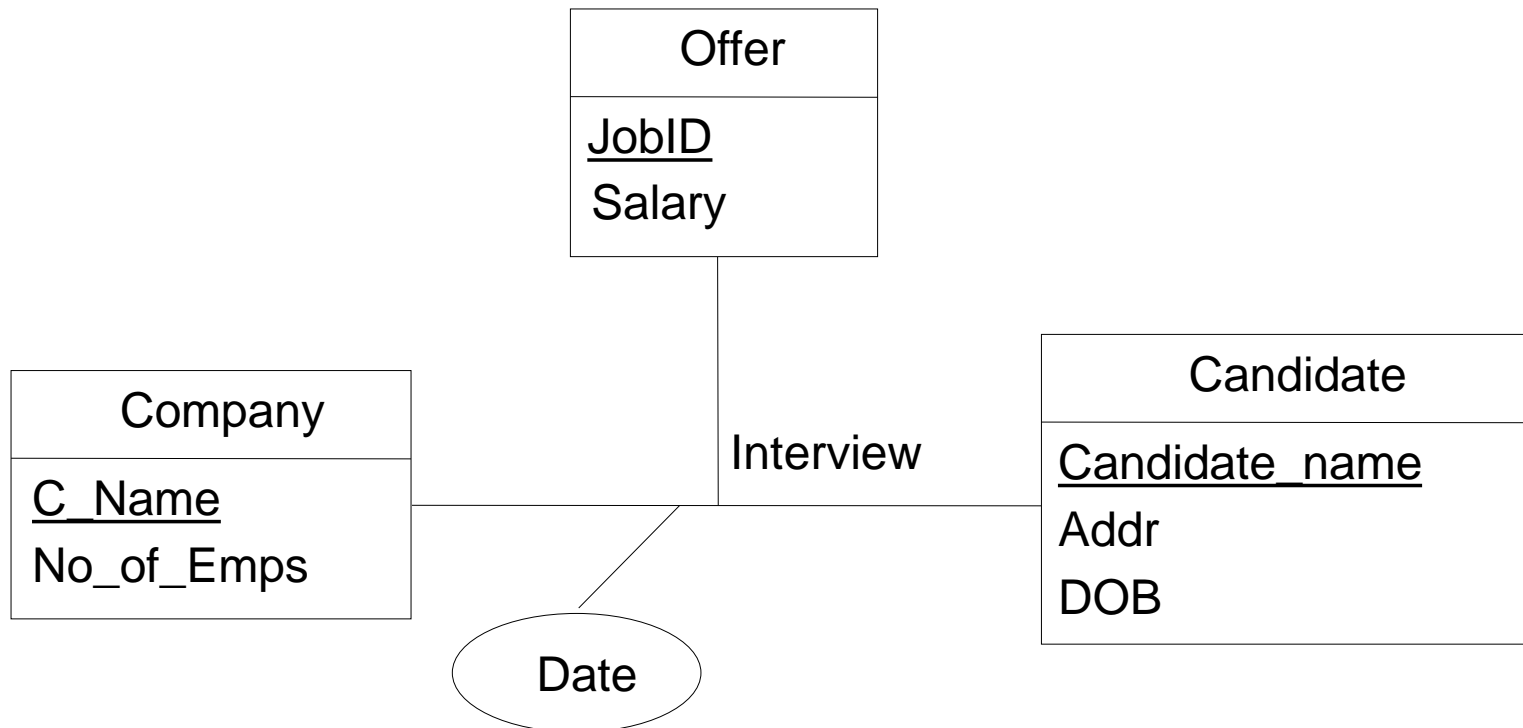 Offer
JobID
Salary
Company
C_Name
No_of_Emps
Interview
Candidate
Candidate_name
Addr
DOB
Date